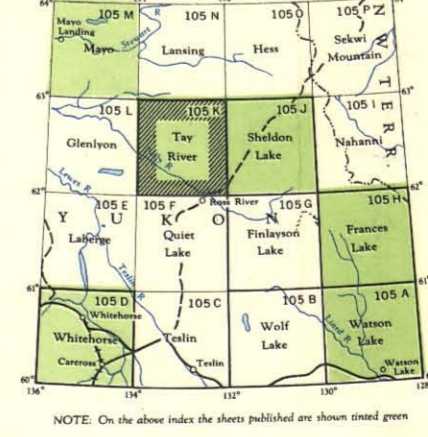 64°
105 M
105 N
105 O
105 P
N
W
Mayo
Landing
Stewart
R
Mayo
Lansing
Hess
Sekwi
Mountain
T
E
R
R.
63°
105 L
105 K
105 J
105 I
Glenlyon
Tay
River
Sheldon
Lake
Nahanni
Lewes R
62°
105 E
105 F
Ross River
105 G
105 H
Y U K O N
Laberge
Quiet
Lake
Finlayson
Lake
Frances
Lake
Teslin R
61°
105 D
105 C
105 B
105 A
Whitehorse
Whitehorse
Wolf
Lake
Liard R
Watson
Lake
Carcross
Teslin
Teslin
Watson
Lake
60°
136°
134°
132°
130°
128
NOTE: On the above index the sheets published are shown tinted green